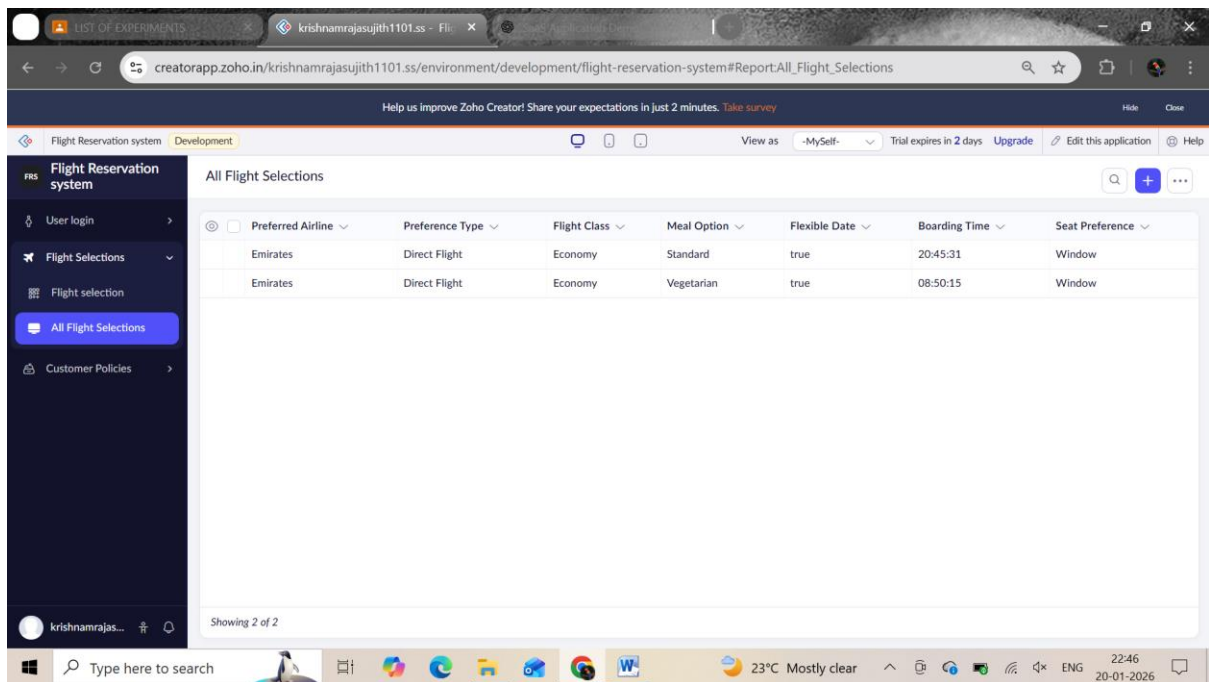 LIST OF EXPERIMENTS
krishnamrajasujith1101.ss - Flic
creatorapp.zoho.in/krishnamrajasujith1101.ss/environment/development/flight-reservation-system#Report:All_Flight_Selections
Help us improve Zoho Creator! Share your expectations in just 2 minutes. Take survey Hide Close
Flight Reservation system Development View as -MySelf- Trial expires in 2 days Upgrade Edit this application Help
FRS Flight Reservation system
All Flight Selections
User login
Flight Selections
Flight selection
All Flight Selections
Customer Policies
Preferred Airline Preference Type Flight Class Meal Option Flexible Date Boarding Time Seat Preference
Emirates Direct Flight Economy Standard true 20:45:31 Window
Emirates Direct Flight Economy Vegetarian true 08:50:15 Window
Showing 2 of 2
krishnamrajas...
Type here to search
23°C Mostly clear ENG 22:46
20-01-2026